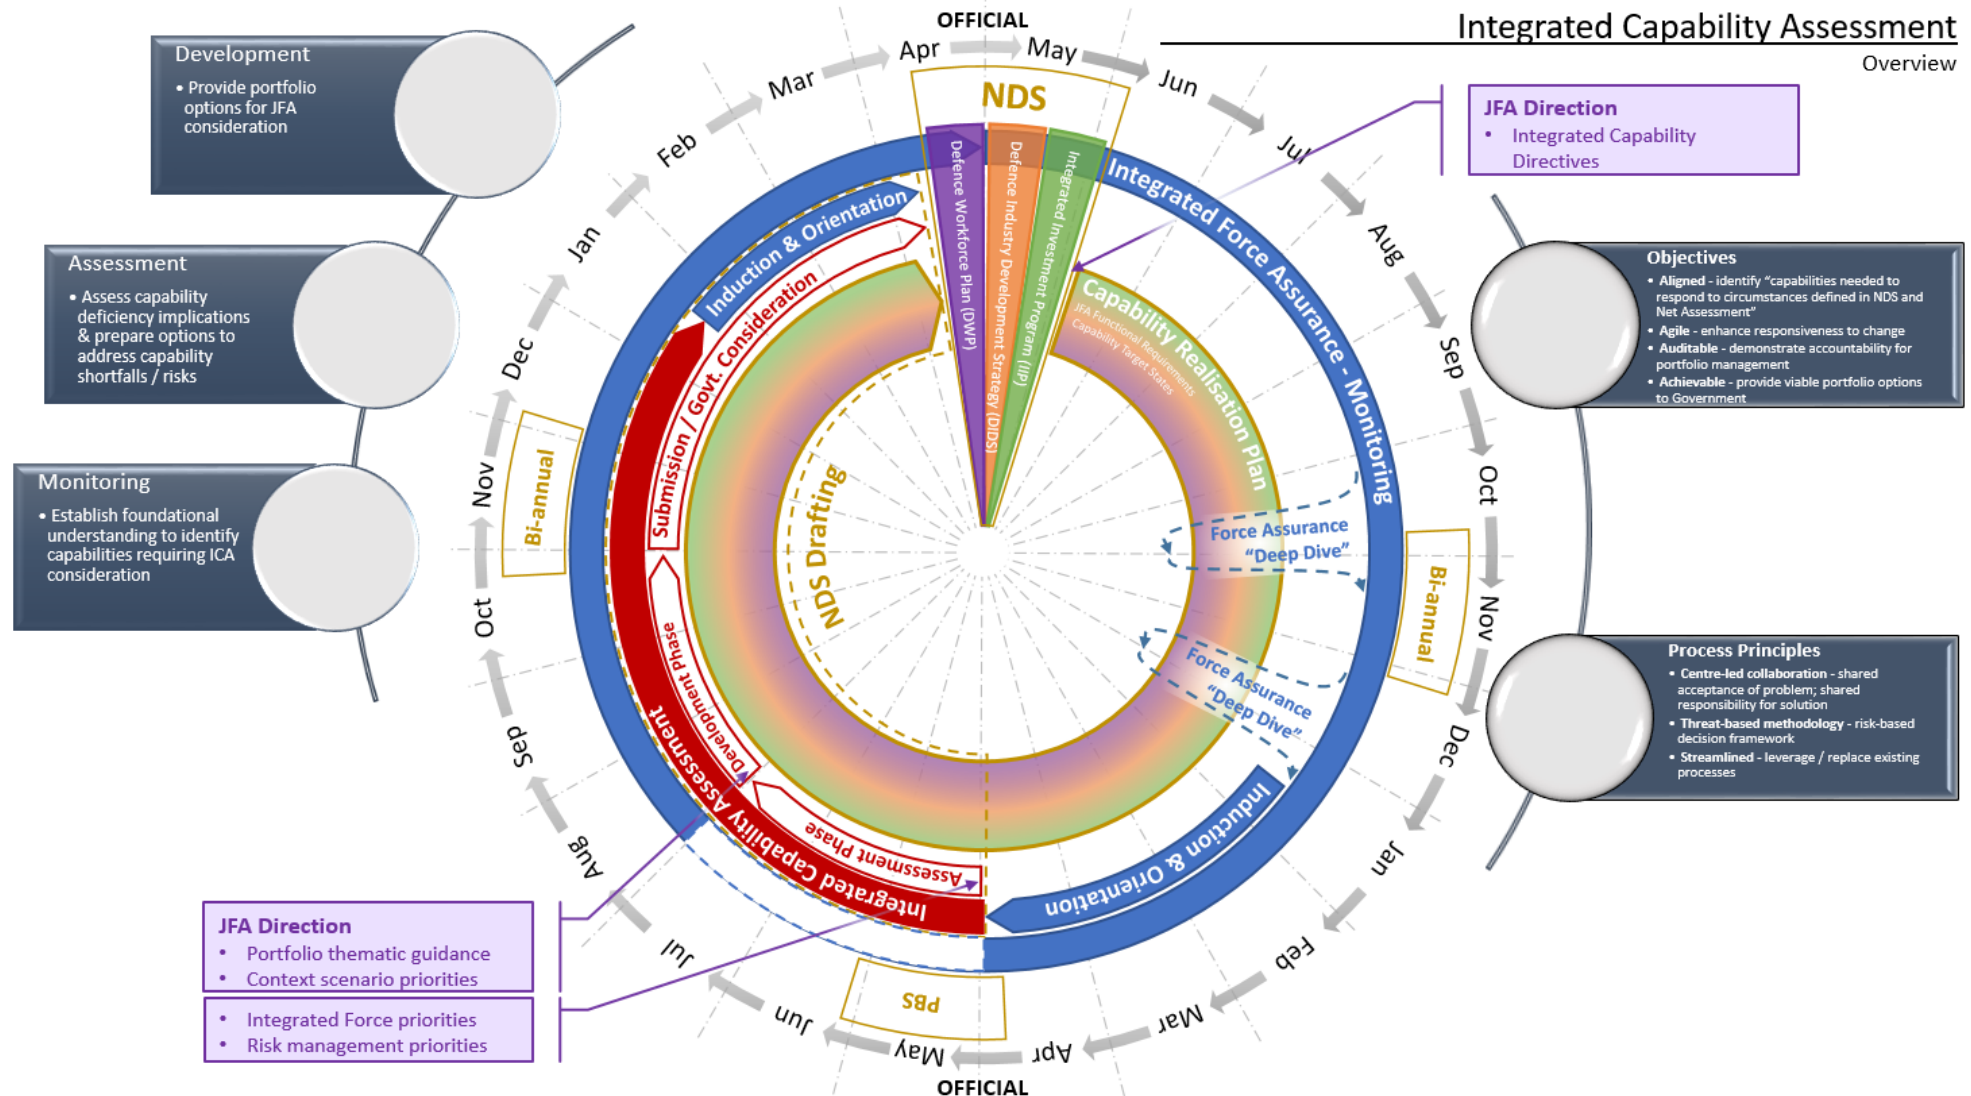 OFFICIAL
Integrated Capability Assessment
Overview
Development
• Provide portfolio
options for JFA
consideration
Assessment
• Assess capability
deficiency implications
& prepare options to
address capability
shortfalls / risks
Monitoring
• Establish foundational
understanding to identify
capabilities requiring ICA
consideration
JFA Direction
• Integrated Capability
Directives
Objectives
• Aligned - identify “capabilities needed to
respond to circumstances defined in NDS and
Net Assessment”
• Agile - enhance responsiveness to change
• Auditable - demonstrate accountability for
portfolio management
• Achievable - provide viable portfolio options
to Government
Process Principles
• Centre-led collaboration - shared
acceptance of problem; shared
responsibility for solution
• Threat-based methodology - risk-based
decision framework
• Streamlined - leverage / replace existing
processes
JFA Direction
• Portfolio thematic guidance
• Context scenario priorities
• Integrated Force priorities
• Risk management priorities
Apr
May
Jun
Jul
Aug
Sep
Oct
Nov
Dec
Jan
Feb
Mar
Apr
May
Jun
Jul
Aug
Sep
Oct
Nov
Dec
Jan
Feb
Mar
NDS
Defence Workforce Plan (DWP)
Defence Industry Development Strategy (DIDS)
Integrated Investment Program (IIP)
Integrated Force Assurance - Monitoring
Capability Realisation Plan
JFA Functional Requirements
Capability Target States
Force Assurance
“Deep Dive”
Force Assurance
“Deep Dive”
Bi-annual
Induction & Orientation
PBS
Integrated Capability Assessment
Assessment Phase
Development Phase
Submission / Govt. Consideration
Induction & Orientation
Bi-annual
NDS Drafting
OFFICIAL